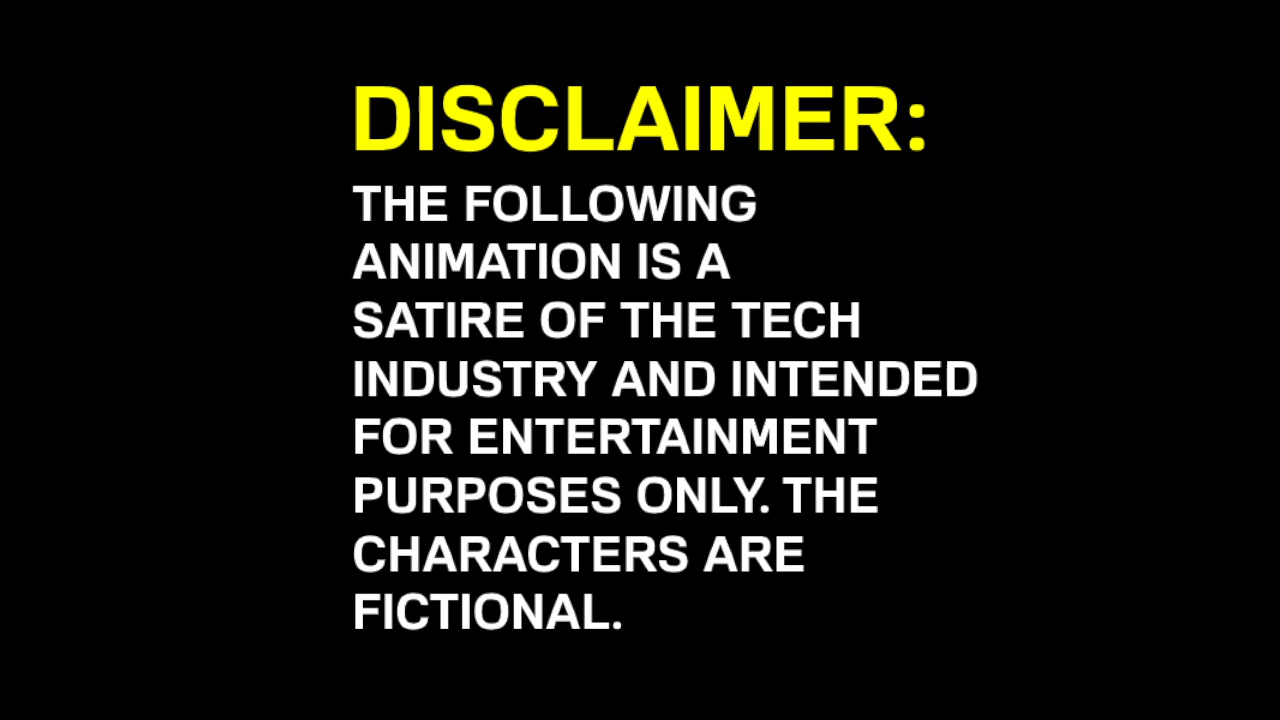 DISCLAIMER:
THE FOLLOWING
ANIMATION IS A
SATIRE OF THE TECH
INDUSTRY AND INTENDED
FOR ENTERTAINMENT
PURPOSES ONLY. THE
CHARACTERS ARE
FICTIONAL.